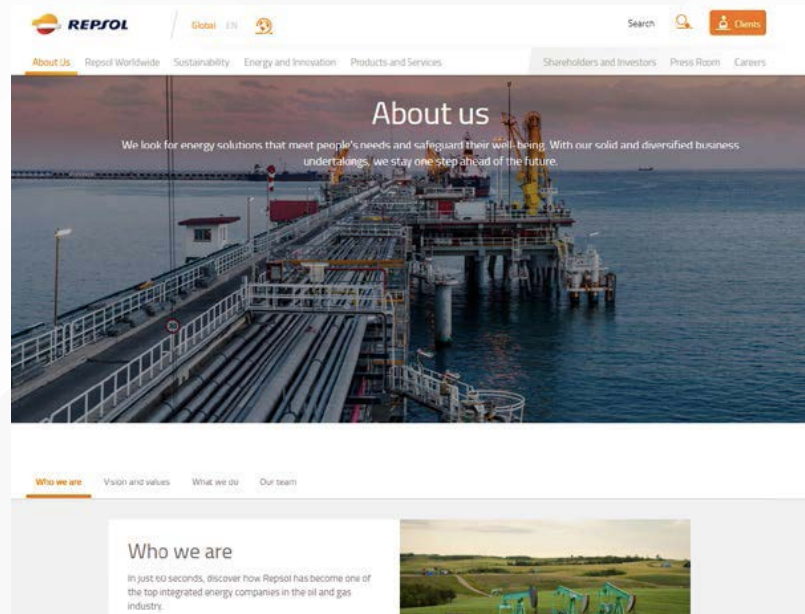 REPSOL
Global EN
Search
Clients
About Us Repsol Worldwide Sustainability Energy and Innovation Products and Services Shareholders and Investors Press Room Careers
About us
We look for energy solutions that meet people's needs and safeguard their well-being. With our solid and diversified business
undertakings, we stay one step ahead of the future.
Who we are Vision and values What we do Our team
Who we are
In just 60 seconds, discover how Repsol has become one of
the top integrated energy companies in the oil and gas
industry.